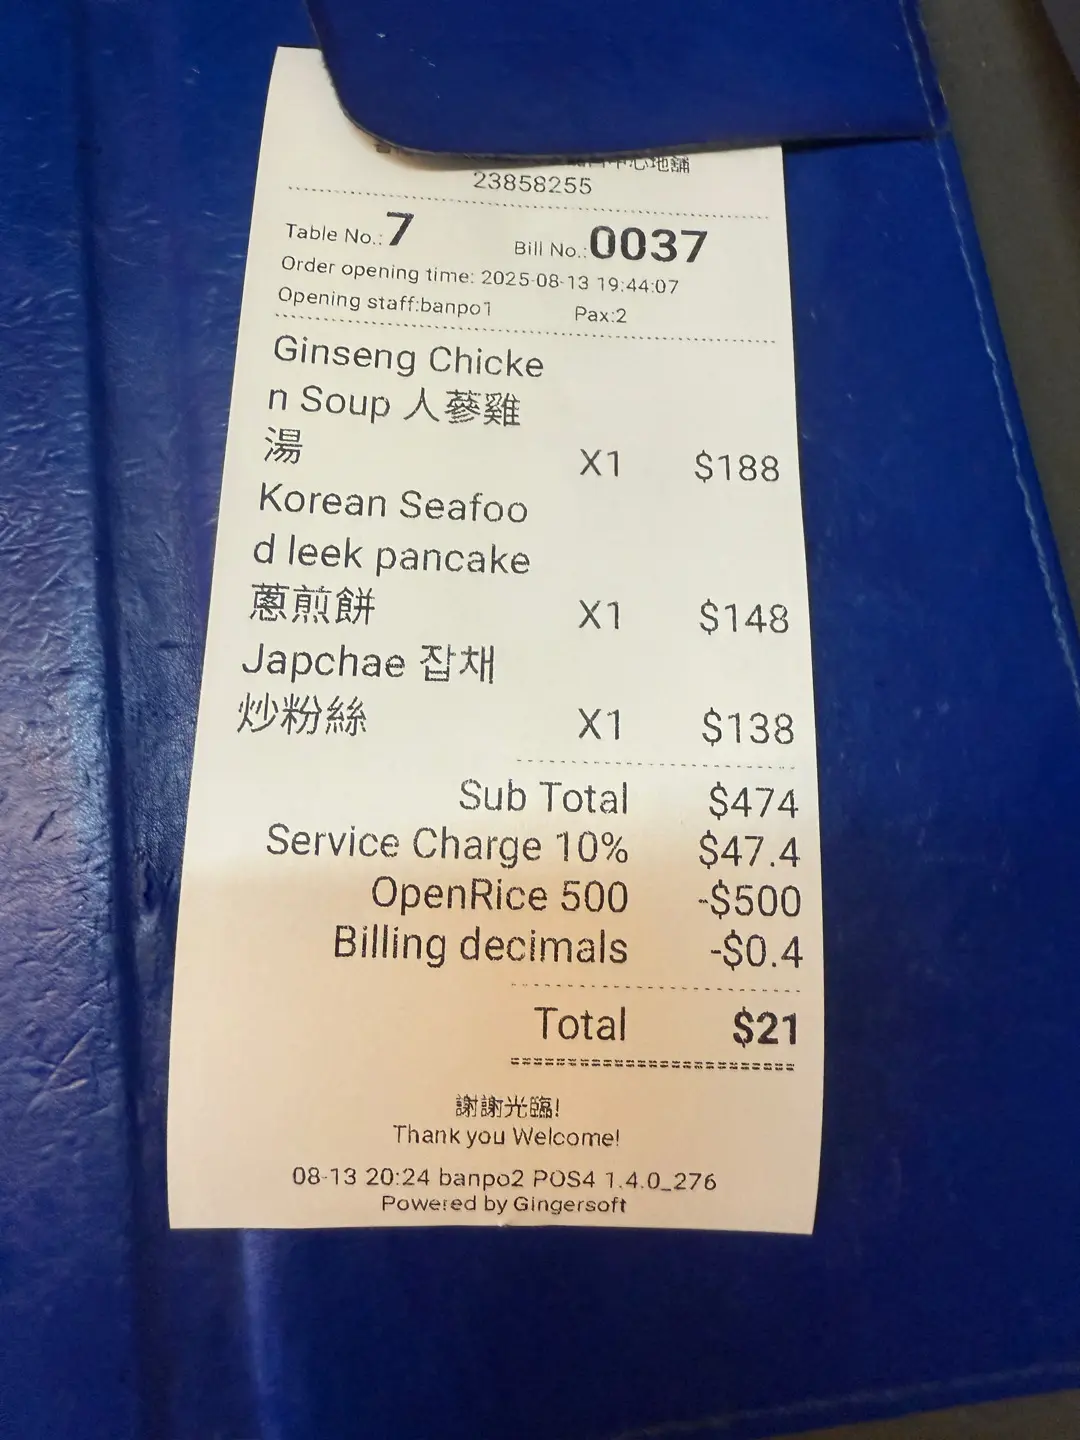 中心地舖
23858255
Table No.:7 Bill No.:0037
Order opening time: 2025-08-13 19:44:07
Opening staff:banpo1 Pax:2
Ginseng Chicke
n Soup 人蔘雞
湯 X1 $188
Korean Seafoo
d leek pancake
蔥煎餅 X1 $148
Japchae 잡채
炒粉絲 X1 $138
Sub Total $474
Service Charge 10% $47.4
OpenRice 500 -$500
Billing decimals -$0.4
Total $21
謝謝光臨!
Thank you Welcome!
08-13 20:24 banpo2 POS4 1.4.0_276
Powered by Gingersoft